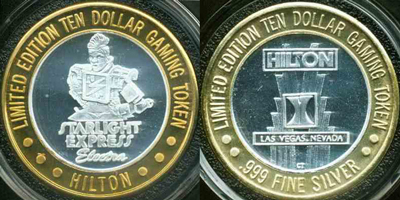 LIMITED EDITION TEN DOLLAR GAMING TOKEN
STARLIGHT
EXPRESS
Electra
HILTON
LIMITED EDITION TEN DOLLAR GAMING TOKEN
HILTON
LAS VEGAS, NEVADA
.999 FINE SILVER